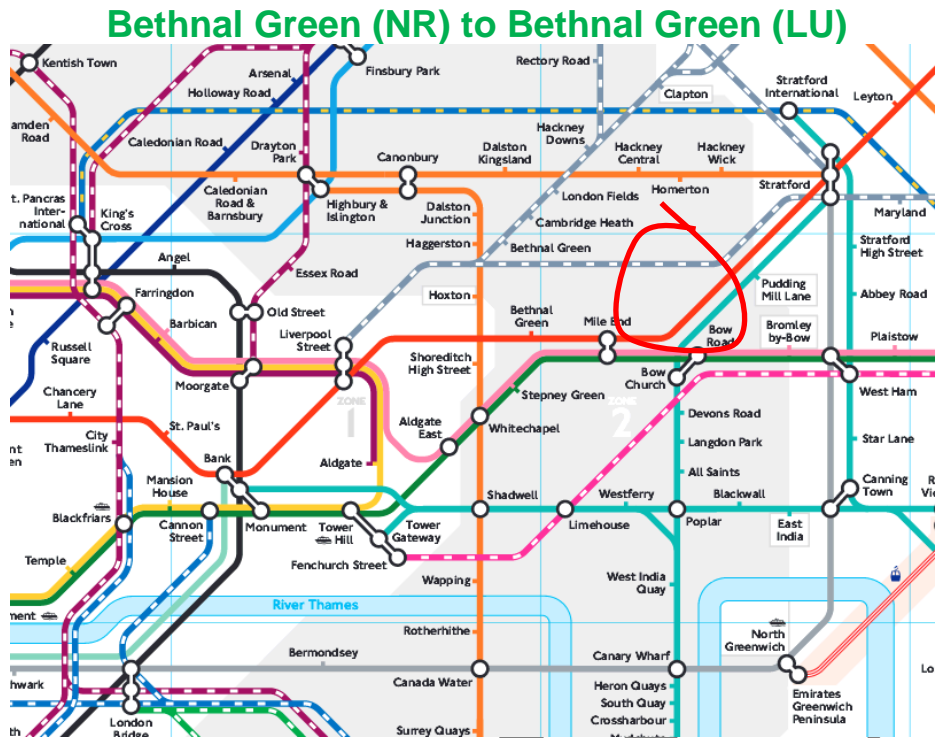 Bethnal Green (NR) to Bethnal Green (LU)
Kentish Town
Arsenal
Holloway Road
Finsbury Park
Rectory Road
Clapton
Stratford
International
Leyton
amden
Road
Caledonian Road
Drayton
Park
Canonbury
Dalston
Kingsland
Hackney
Downs
Hackney
Central
Hackney
Wick
Homerton
Stratford
Maryland
t. Pancras
Inter-
national
King's
Cross
Caledonian
Road &
Barnsbury
Highbury &
Islington
Dalston
Junction
London Fields
Cambridge Heath
Bethnal Green
Haggerston
Stratford
High Street
Angel
Essex Road
Hoxton
Pudding
Mill Lane
Abbey Road
Farringdon
Barbican
Old Street
Liverpool
Street
Bethnal
Green
Mile End
Bow
Road
Bromley
by-Bow
Plaistow
Russell
Square
Moorgate
Shoreditch
High Street
Bow
Church
West Ham
Chancery
Lane
St. Paul's
ZONE
1
Stepney Green
ZONE
2
Devons Road
City
Thameslink
Aldgate
East
Whitechapel
Langdon Park
Star Lane
Aldgate
Bank
All Saints
Canning
Town
Mansion
House
Shadwell
Westferry
Blackwall
Blackfriars
Cannon
Street
Monument
Tower
Hill
Tower
Gateway
Limehouse
Poplar
East
India
Temple
Fenchurch Street
Wapping
West India
Quay
River Thames
ment
Rotherhithe
North
Greenwich
Bermondsey
Canary Wharf
hwark
Canada Water
Heron Quays
South Quay
Crossharbour
Emirates
Greenwich
Peninsula
London
Bridge
Surrey Quays